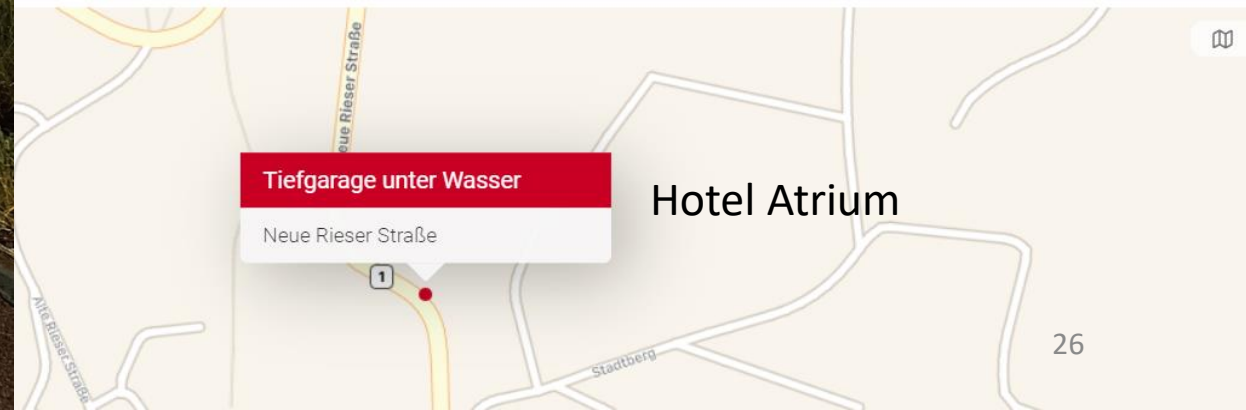 Neue Rieser Straße
Tiefgarage unter Wasser
Neue Rieser Straße
Hotel Atrium
1
Alte Rieser Straße
Stadtberg
26